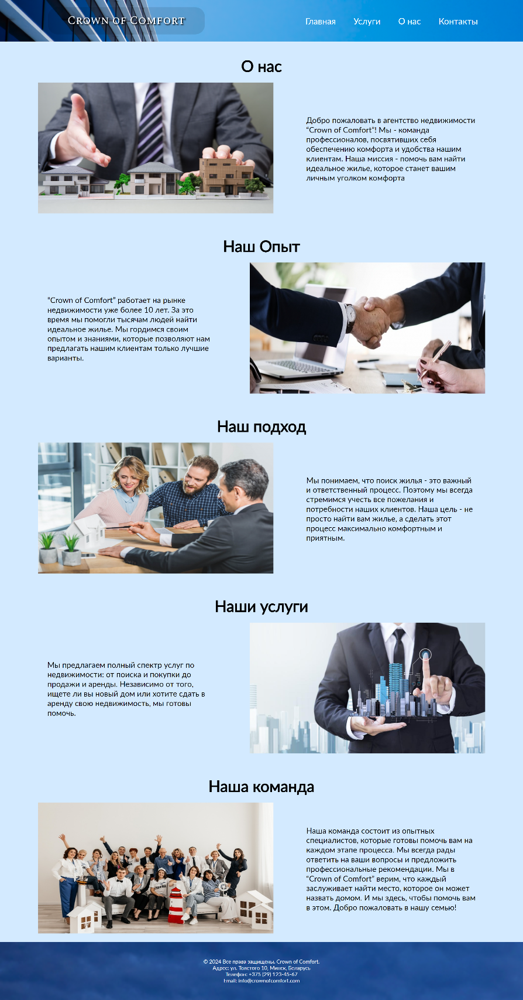 Crown of Comfort
Главная Услуги О нас Контакты
О нас
Добро пожаловать в агентство недвижимости
“Crown of Comfort”! Мы - команда
профессионалов, посвятивших себя
обеспечению комфорта и удобства нашим
клиентам. Наша миссия - помочь вам найти
идеальное жилье, которое станет вашим
личным уголком комфорта
Наш Опыт
“Crown of Comfort” работает на рынке
недвижимости уже более 10 лет. За это
время мы помогли тысячам людей найти
идеальное жилье. Мы гордимся своим
опытом и знаниями, которые позволяют нам
предлагать нашим клиентам только лучшие
варианты.
Наш подход
Мы понимаем, что поиск жилья - это важный
и ответственный процесс. Поэтому мы всегда
стремимся учесть все пожелания и
потребности наших клиентов. Наша цель - не
просто найти вам жилье, а сделать этот
процесс максимально комфортным и
приятным.
Наши услуги
Мы предлагаем полный спектр услуг по
недвижимости: от поиска и покупки до
продажи и аренды. Независимо от того,
ищете ли вы новый дом или хотите сдать в
аренду свою недвижимость, мы готовы
помочь.
Наша команда
Наша команда состоит из опытных
специалистов, которые готовы помочь вам на
каждом этапе процесса. Мы всегда рады
ответить на ваши вопросы и предложить
профессиональные рекомендации. Мы в
“Crown of Comfort” верим, что каждый
заслуживает найти место, которое он может
назвать домом. И мы здесь, чтобы помочь вам
в этом. Добро пожаловать в нашу семью!
© 2024 Все права защищены. Crown of Comfort.
Адрес: ул. Толстого 10, Минск, Беларусь
Телефон: +375 (29) 123-45-67
Email: info@crownofcomfort.com